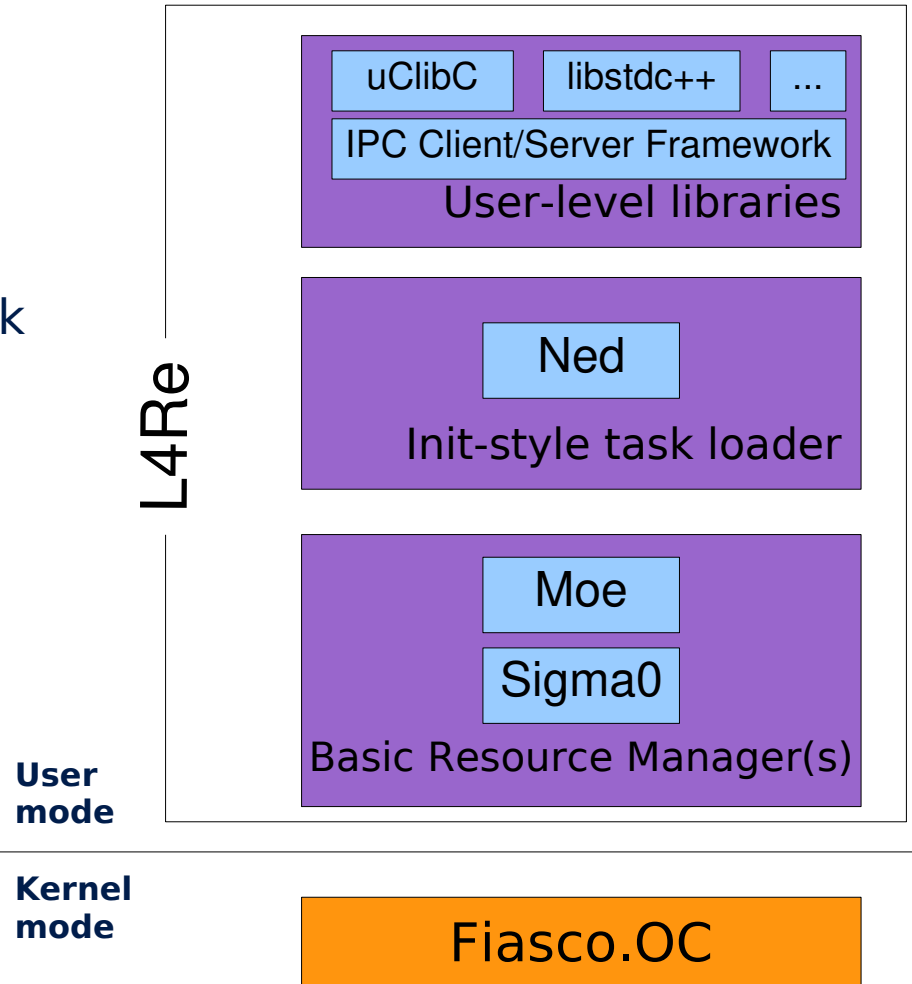 uClibC
libstdc++
...
IPC Client/Server Framework
User-level libraries
k
L4Re
Ned
Init-style task loader
Moe
Sigma0
Basic Resource Manager(s)
User
mode
Kernel
mode
Fiasco.OC